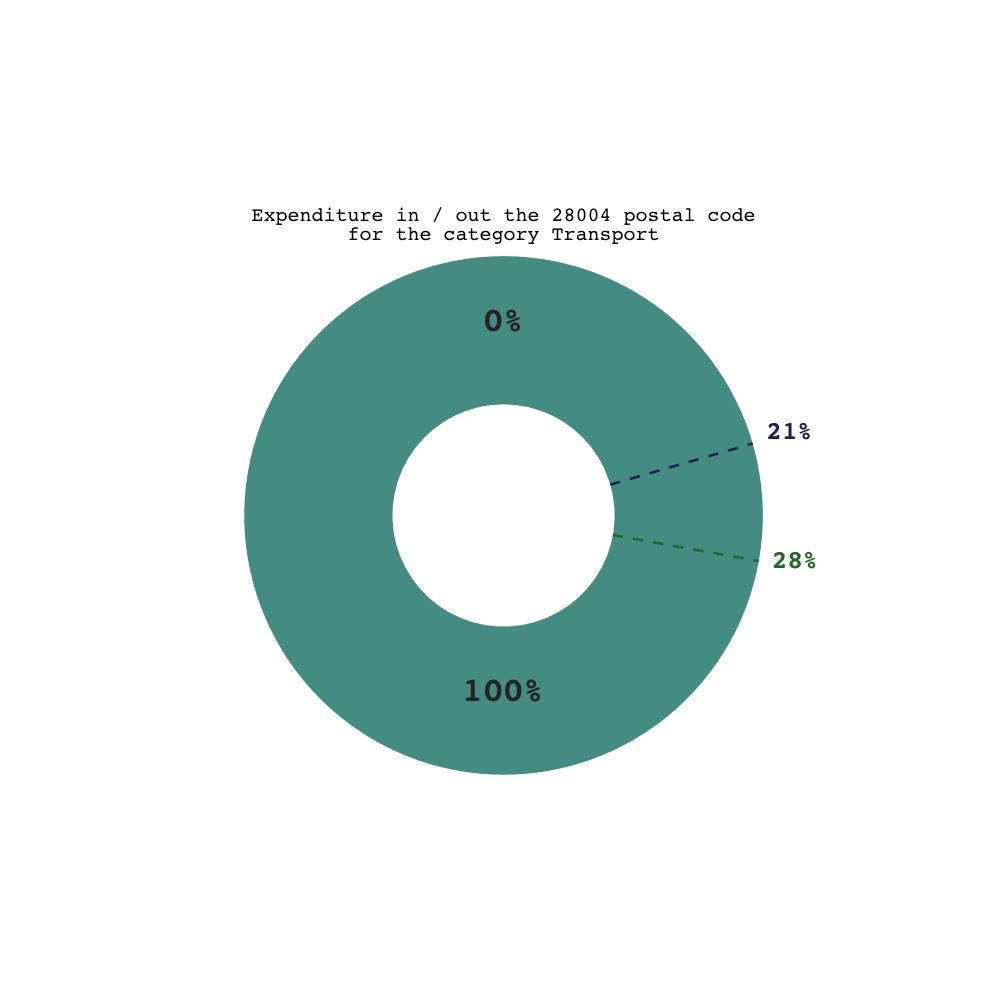 Expenditure in / out the 28004 postal code
for the category Transport
0%
21%
28%
100%